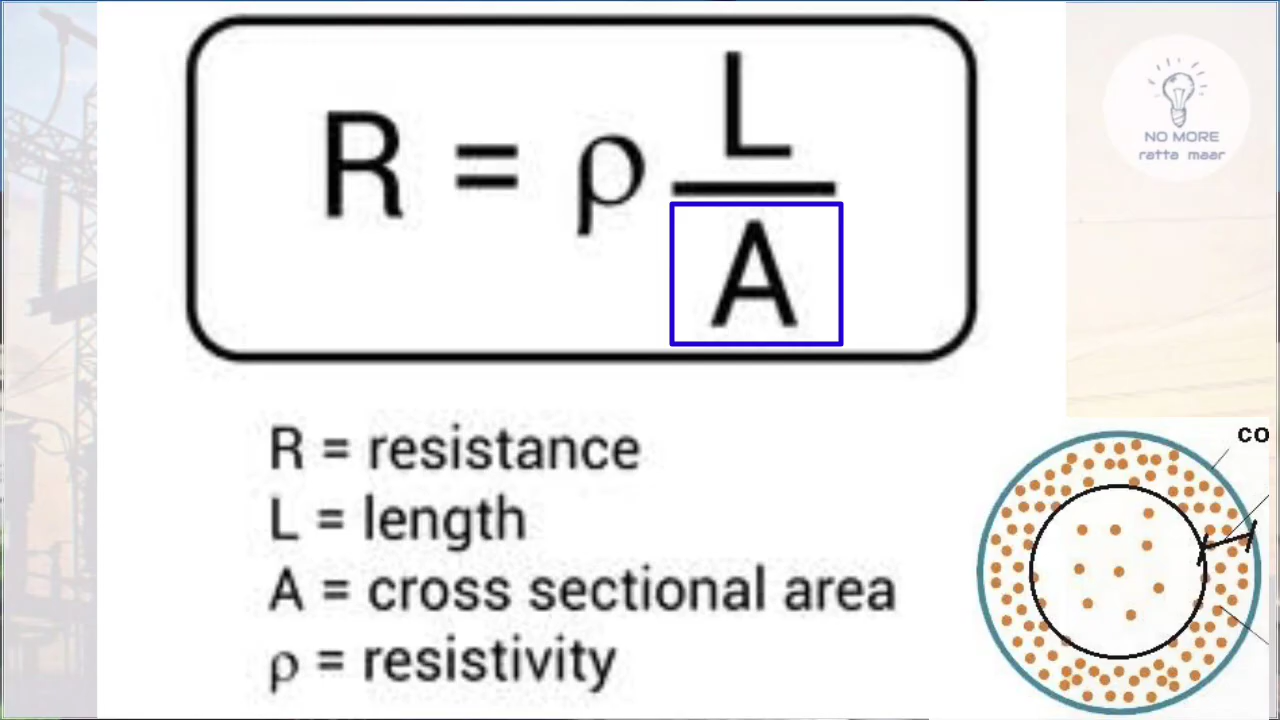 R = ρ L
A
NO MORE
ratta maar
R = resistance
L = length
A = cross sectional area
ρ = resistivity
co